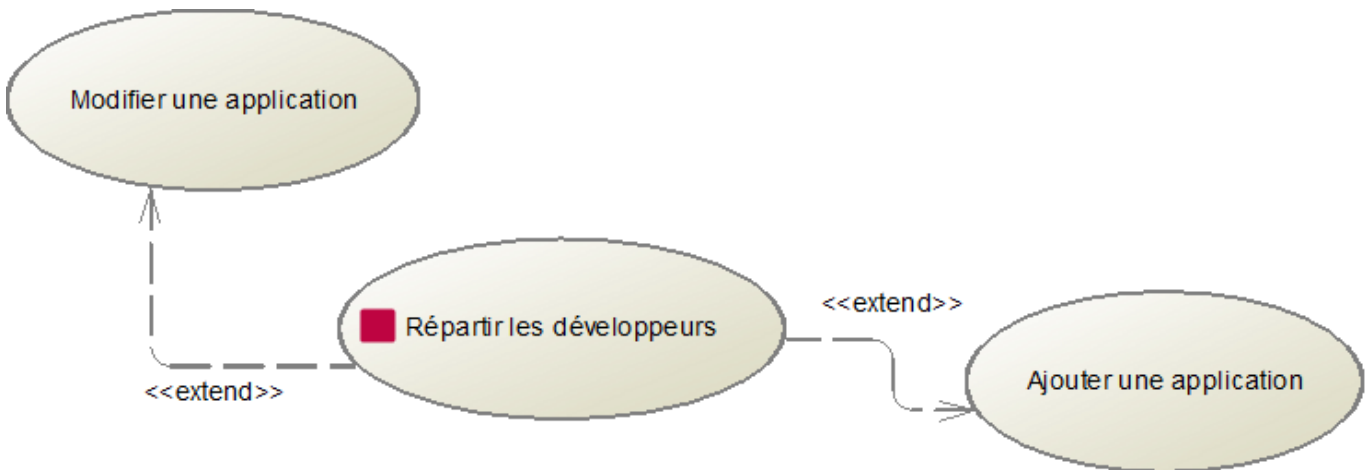 Modifier une application
<<extend>>
Répartir les développeurs
<<extend>>
Ajouter une application